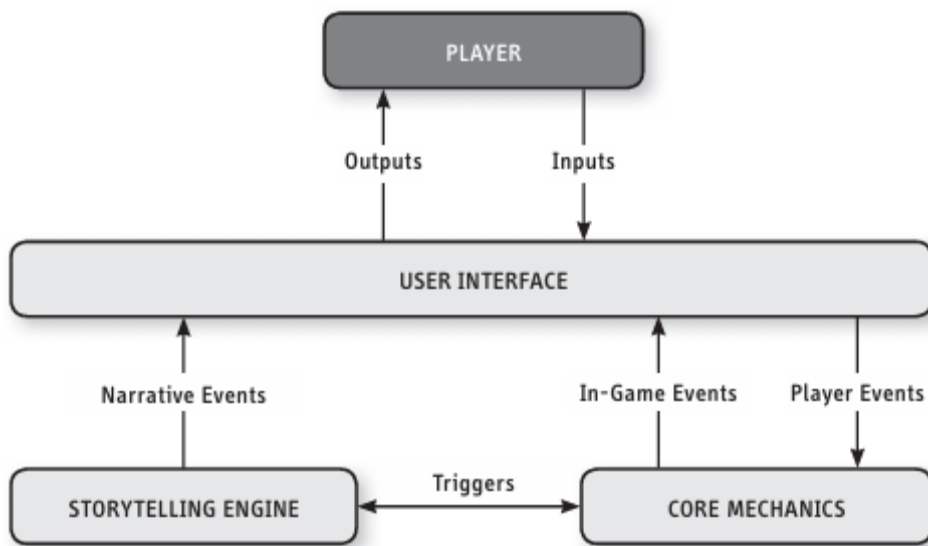 PLAYER
Outputs
Inputs
USER INTERFACE
Narrative Events
In-Game Events
Player Events
Triggers
STORYTELLING ENGINE
CORE MECHANICS